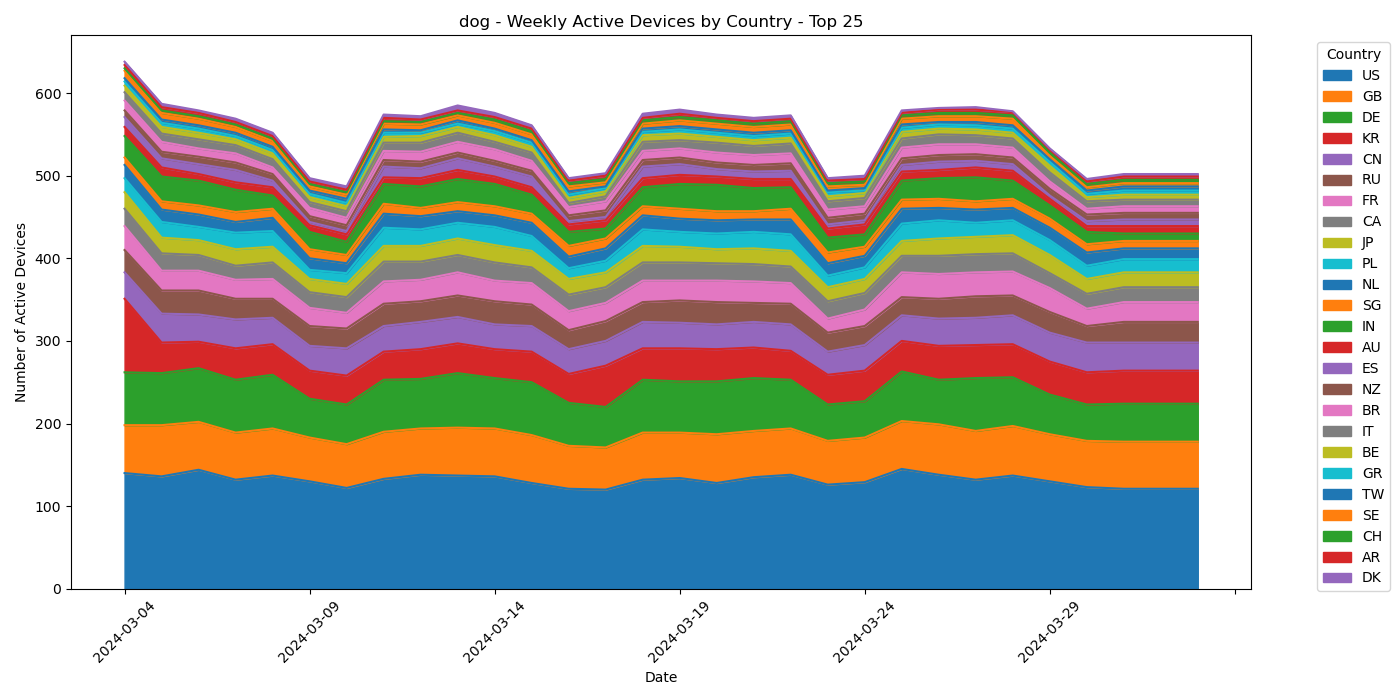 dog - Weekly Active Devices by Country - Top 25
Number of Active Devices
600
500
400
300
200
100
0
2024-03-04
2024-03-09
2024-03-14
2024-03-19
2024-03-24
2024-03-29
Date
Country
US
GB
DE
KR
CN
RU
FR
CA
JP
PL
NL
SG
IN
AU
ES
NZ
BR
IT
BE
GR
TW
SE
CH
AR
DK